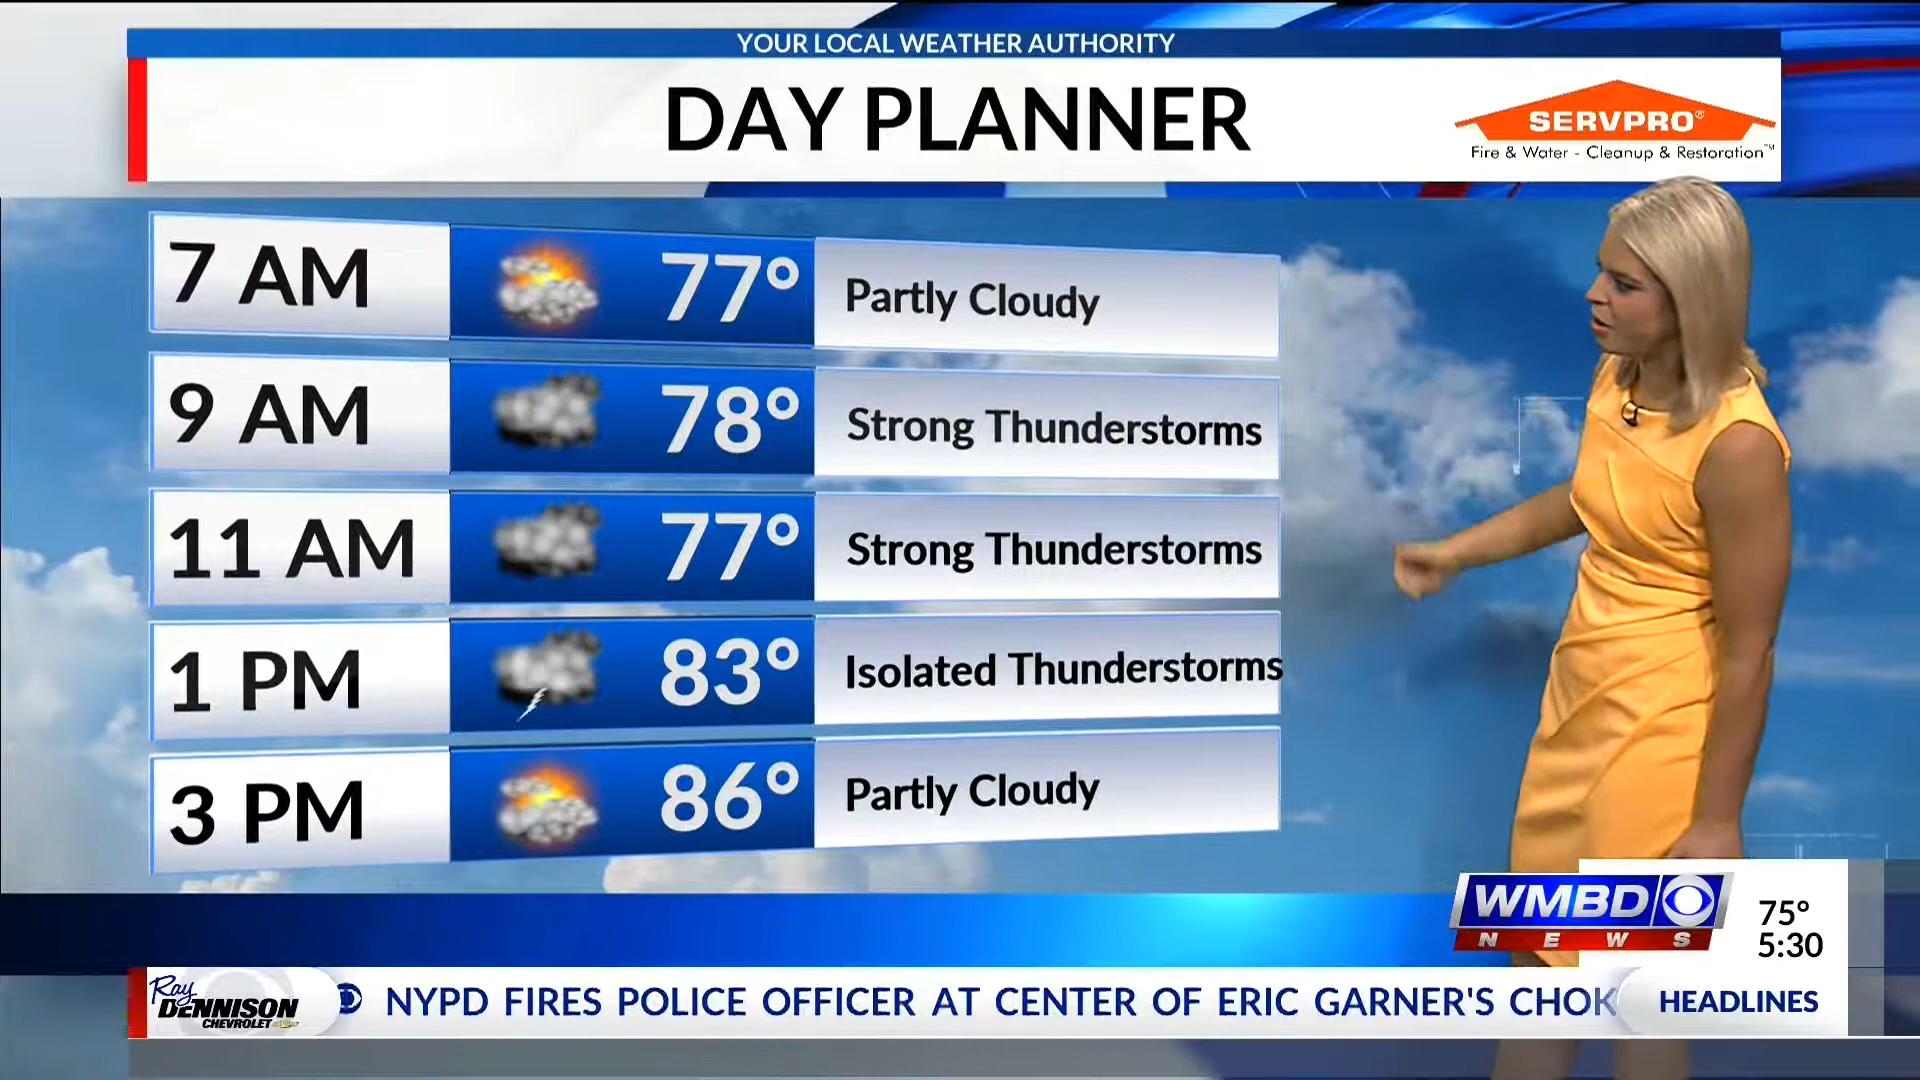 YOUR LOCAL WEATHER AUTHORITY
DAY PLANNER
SERVPRO®
Fire & Water - Cleanup & Restoration™
7 AM 77° Partly Cloudy
9 AM 78° Strong Thunderstorms
11 AM 77° Strong Thunderstorms
1 PM 83° Isolated Thunderstorms
3 PM 86° Partly Cloudy
WMBD
NEWS
75°
5:30
Ray
DENNISON
CHEVROLET
NYPD FIRES POLICE OFFICER AT CENTER OF ERIC GARNER'S CHOK
HEADLINES